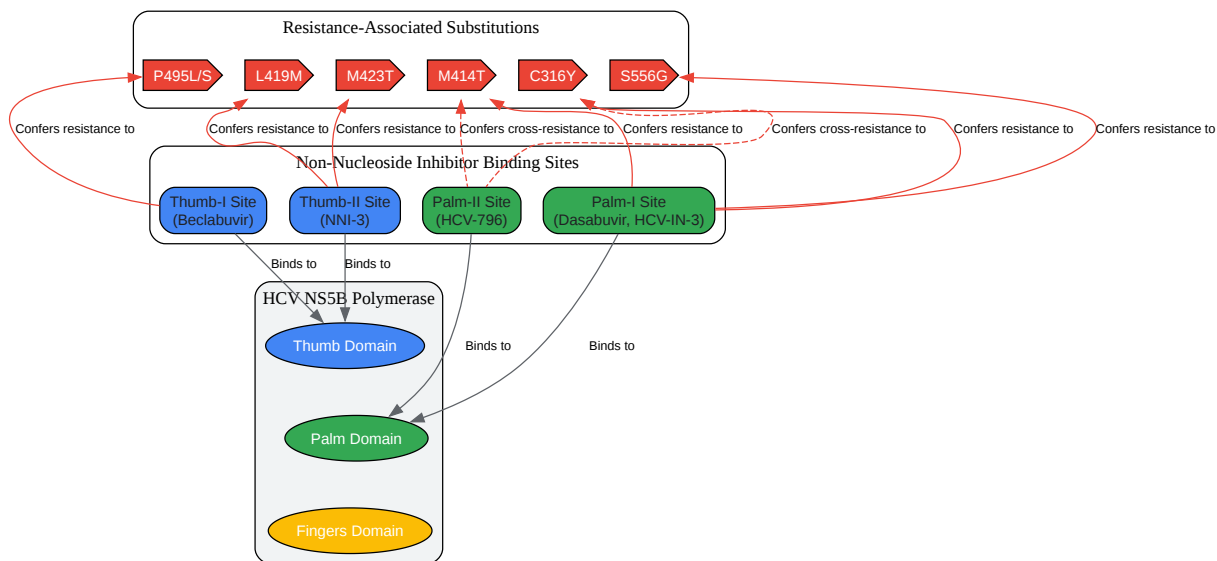 Resistance-Associated Substitutions
P495L/S
L419M
M423T
M414T
C316Y
S556G
Confers resistance to
Confers resistance to
Confers resistance to
Confers cross-resistance to
Confers resistance to
Confers cross-resistance to
Confers resistance to
Confers resistance to
Non-Nucleoside Inhibitor Binding Sites
Thumb-I Site
(Beclabuvir)
Thumb-II Site
(NNI-3)
Palm-II Site
(HCV-796)
Palm-I Site
(Dasabuvir, HCV-IN-3)
Binds to
Binds to
HCV NS5B Polymerase
Thumb Domain
Binds to
Binds to
Palm Domain
Fingers Domain